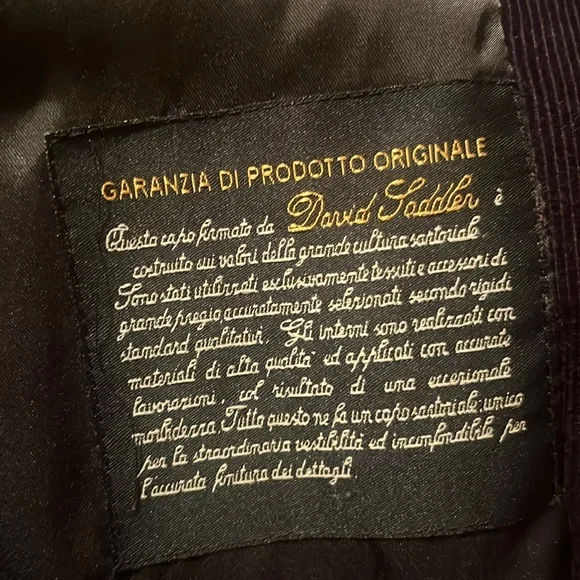 GARANZIA DI PRODOTTO ORIGINALE
Questo capo firmato da David Saddler è
costruito sui valori della grande cultura sartoriale.
Sono stati utilizzati esclusivamente tessiti e accessori di
grande pregio, accuratamente selezionati secondo rigidi
standard qualitativi. Gli interni sono realizzati con
materiali di alta qualita' ed applicati con accurate
lavorazioni, col risultato di una eccezionale
morbidezza. Tutto questo ne fa un capo sartoriale; unico
per la straordinaria vestibilità ed inconfondibile per
l'accurata finitura dei dettagli.